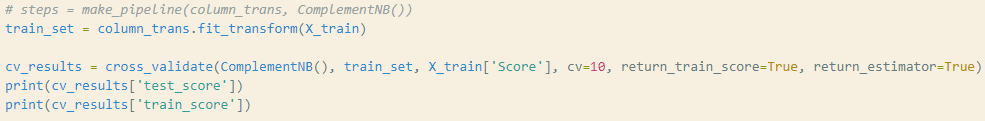 # steps = make_pipeline(column_trans, ComplementNB())
train_set = column_trans.fit_transform(X_train)
cv_results = cross_validate(ComplementNB(), train_set, X_train['Score'], cv=10, return_train_score=True, return_estimator=True)
print(cv_results['test_score'])
print(cv_results['train_score'])